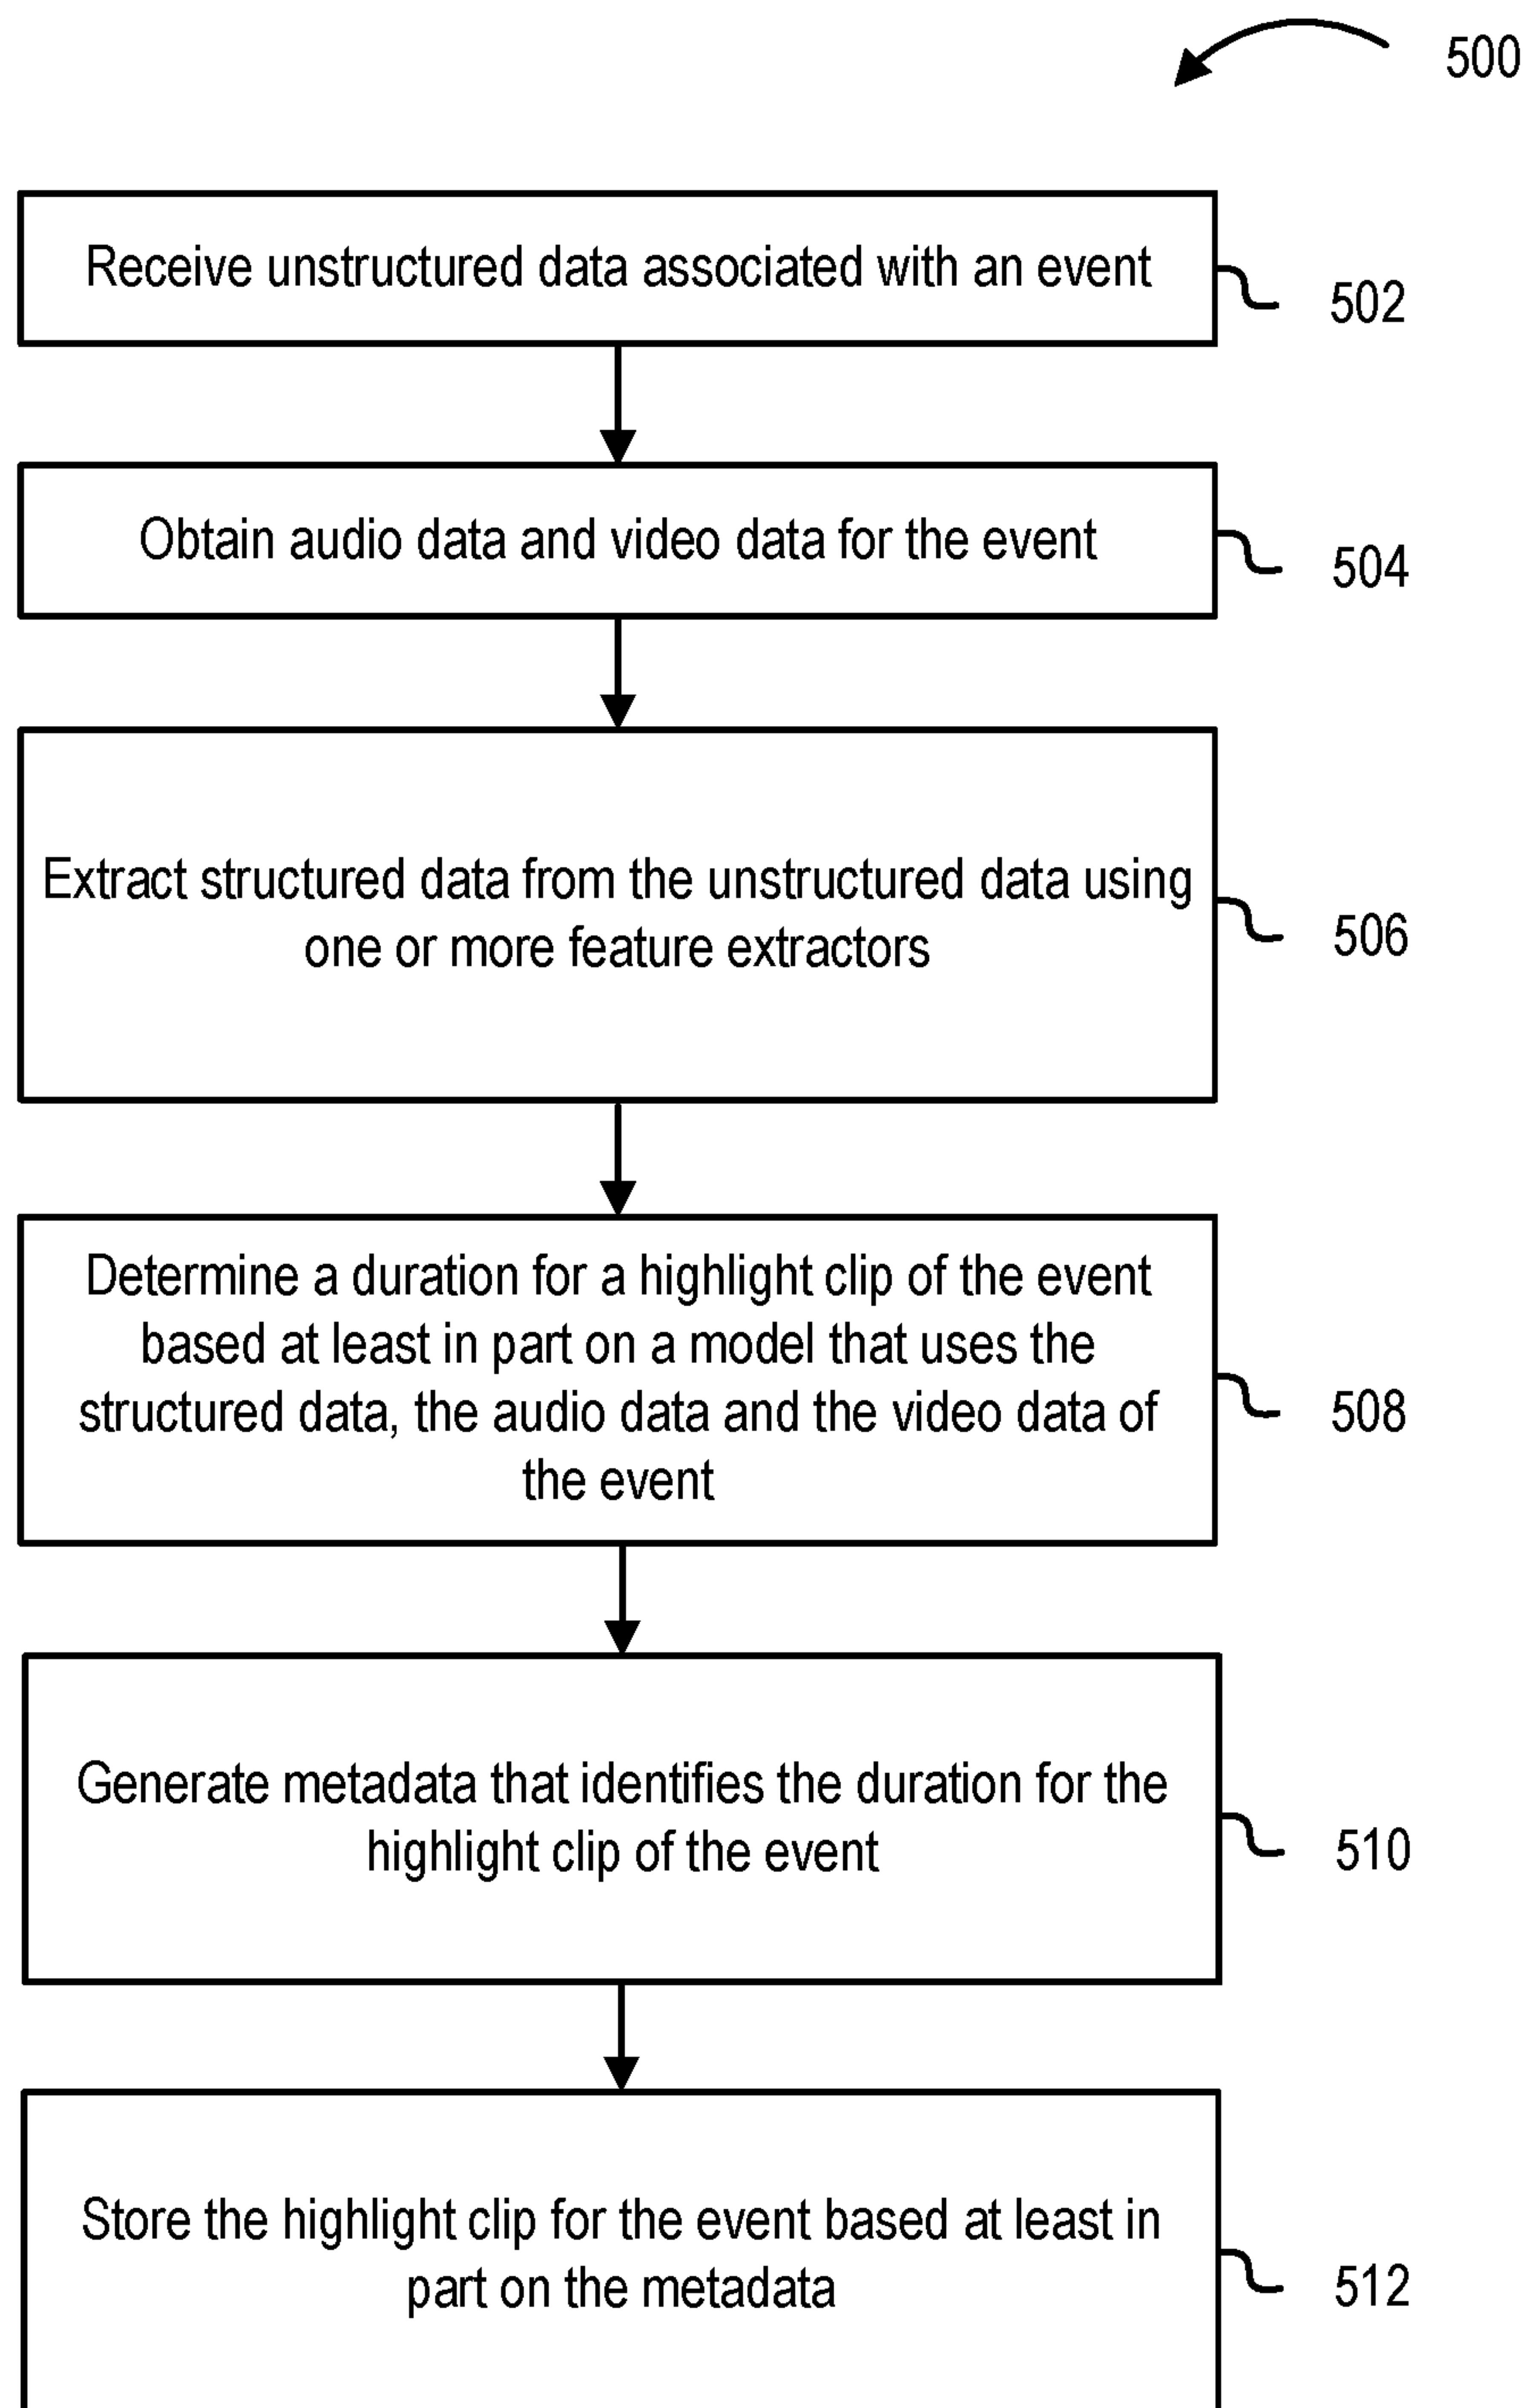 500
Receive unstructured data associated with an event
502
Obtain audio data and video data for the event
504
Extract structured data from the unstructured data using
one or more feature extractors
506
Determine a duration for a highlight clip of the event
based at least in part on a model that uses the
structured data, the audio data and the video data of
the event
508
Generate metadata that identifies the duration for the
highlight clip of the event
510
Store the highlight clip for the event based at least in
part on the metadata
512